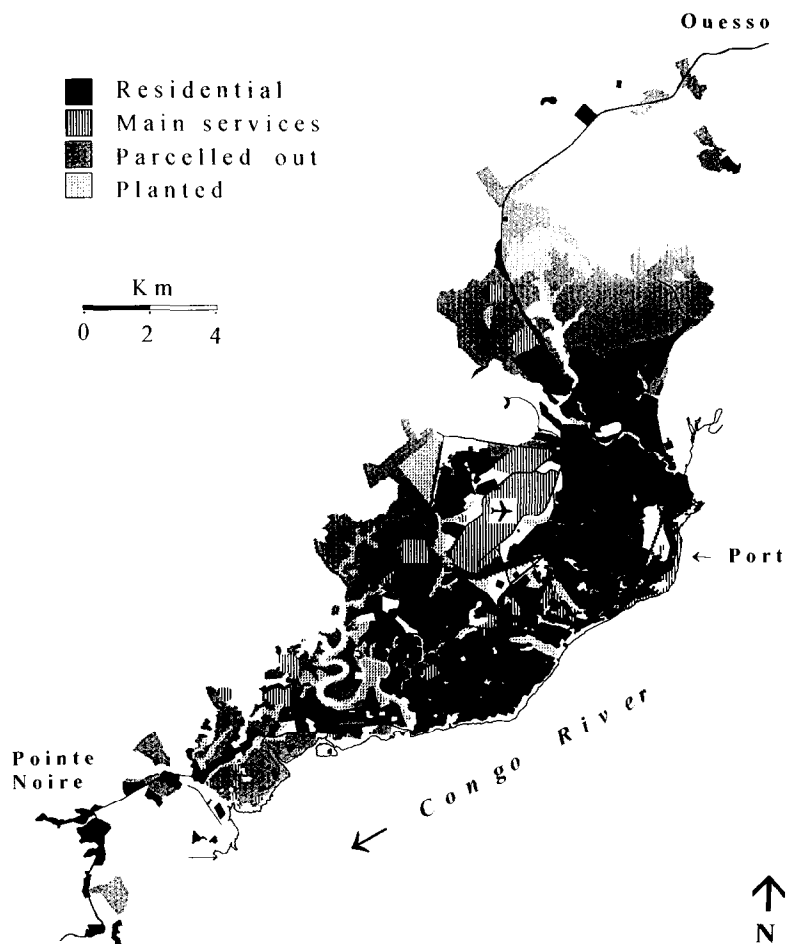 Ouesso
Residential
Main services
Parcelled out
Planted
Km
0 2 4
← Port
Congo River
Pointe
Noire
N